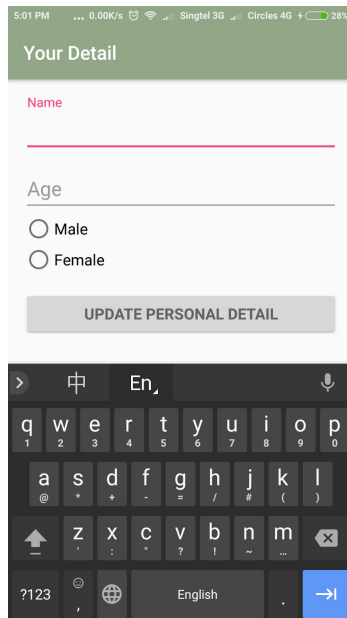 5:01 PM ... 0.00K/s Singtel 3G Circles 4G 28%
Your Detail
Name
Age
Male
Female
UPDATE PERSONAL DETAIL
中 En
q w e r t y u i o p
1 2 3 4 5 6 7 8 9 0
a s d f g h j k l
@ * + - = / # ( )
z x c v b n m
' : " ? ! ~ ...
?123 , English .